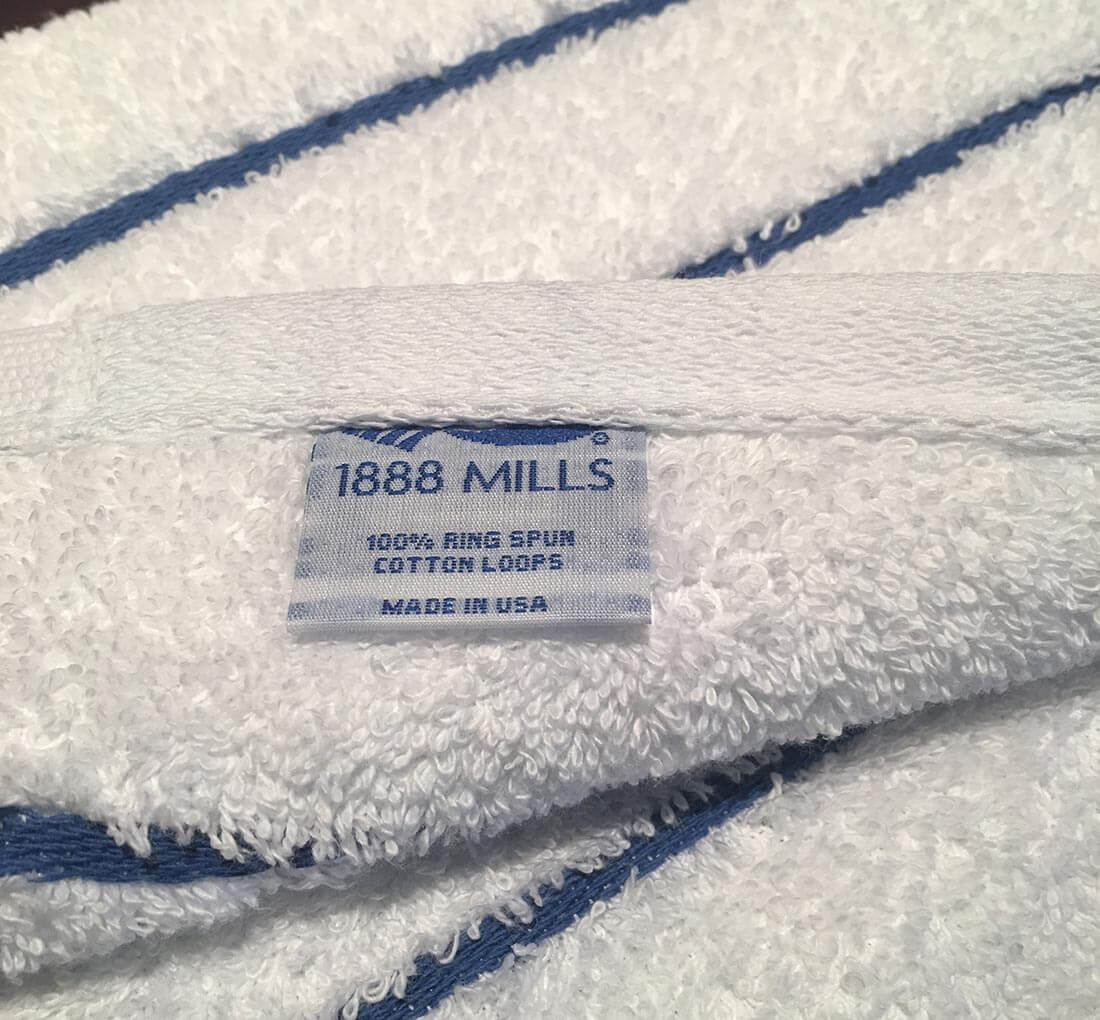 1888 MILLS
100% RING SPUN
COTTON LOOPS
MADE IN USA